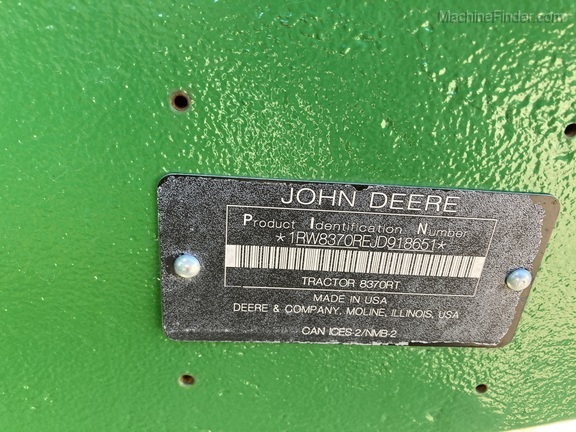 MachineFinder.com
JOHN DEERE
Product Identification Number
*1RW8370REJD918651*
TRACTOR 8370RT
MADE IN USA
DEERE & COMPANY, MOLINE, ILLINOIS, USA
CAN ICES-2/NMB-2